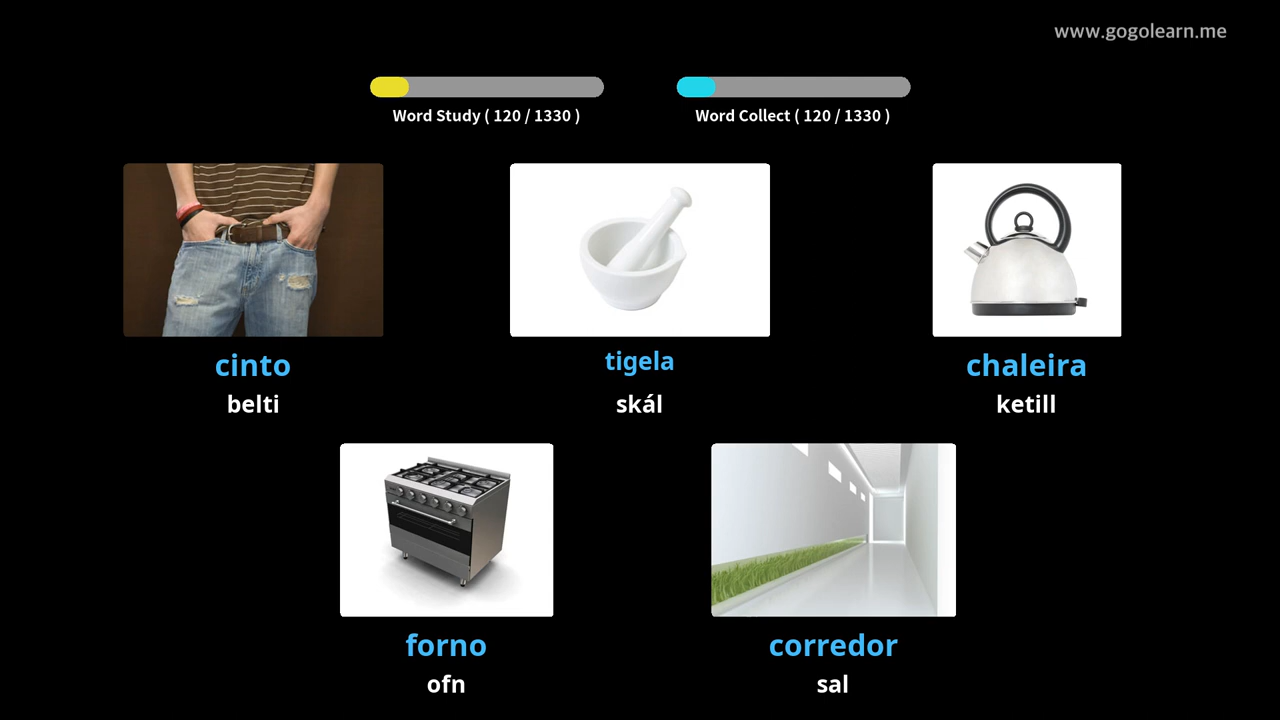 www.gogolearn.me
Word Study ( 120 / 1330 )
Word Collect ( 120 / 1330 )
cinto
belti
tigela
skál
chaleira
ketill
forno
ofn
corredor
sal